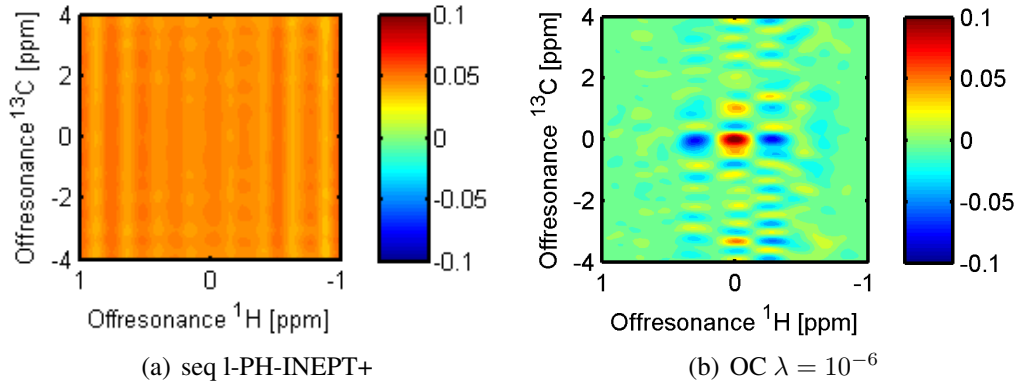 4
2
0
-2
-4
Offresonance ¹³C [ppm]
1 0 -1
Offresonance ¹H [ppm]
0.1
0.05
0
-0.05
-0.1
(a) seq l-PH-INEPT+
4
2
0
-2
-4
Offresonance ¹³C [ppm]
1 0 -1
Offresonance ¹H [ppm]
0.1
0.05
0
-0.05
-0.1
(b) OC λ = 10⁻⁶